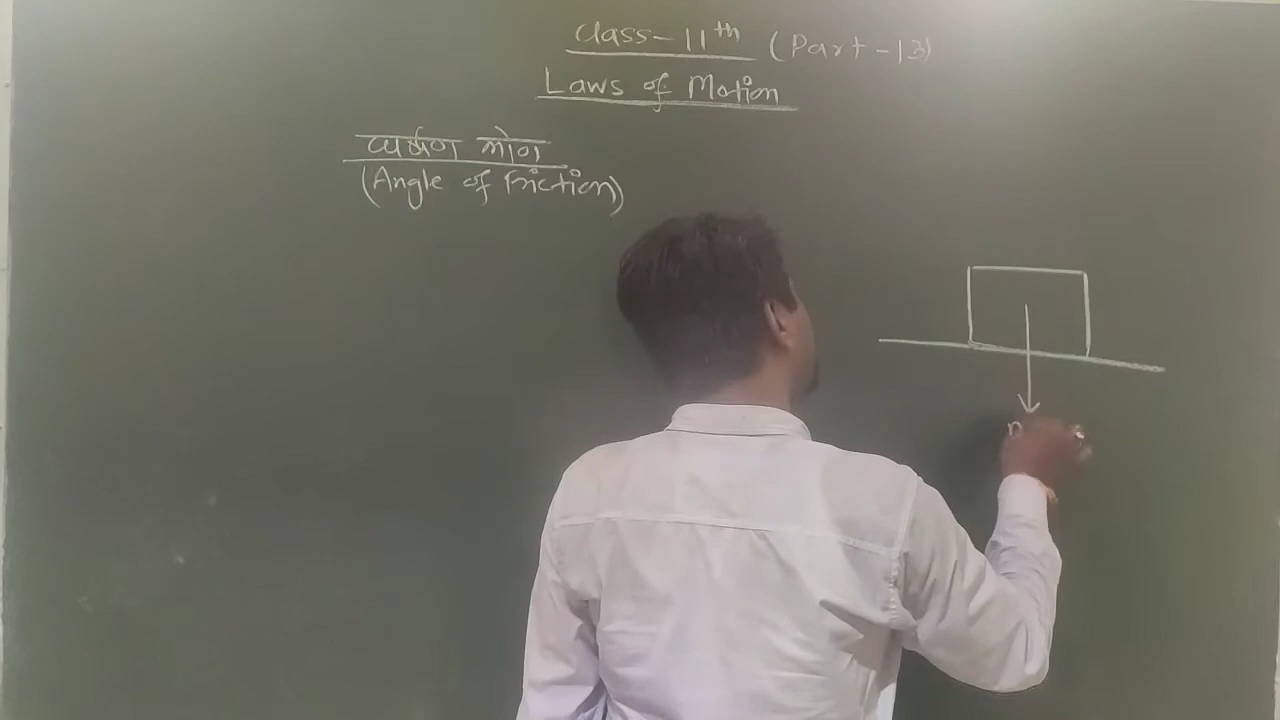 Class-11th (Part-13)
Laws of Motion
घर्षण कोण
(Angle of Friction)